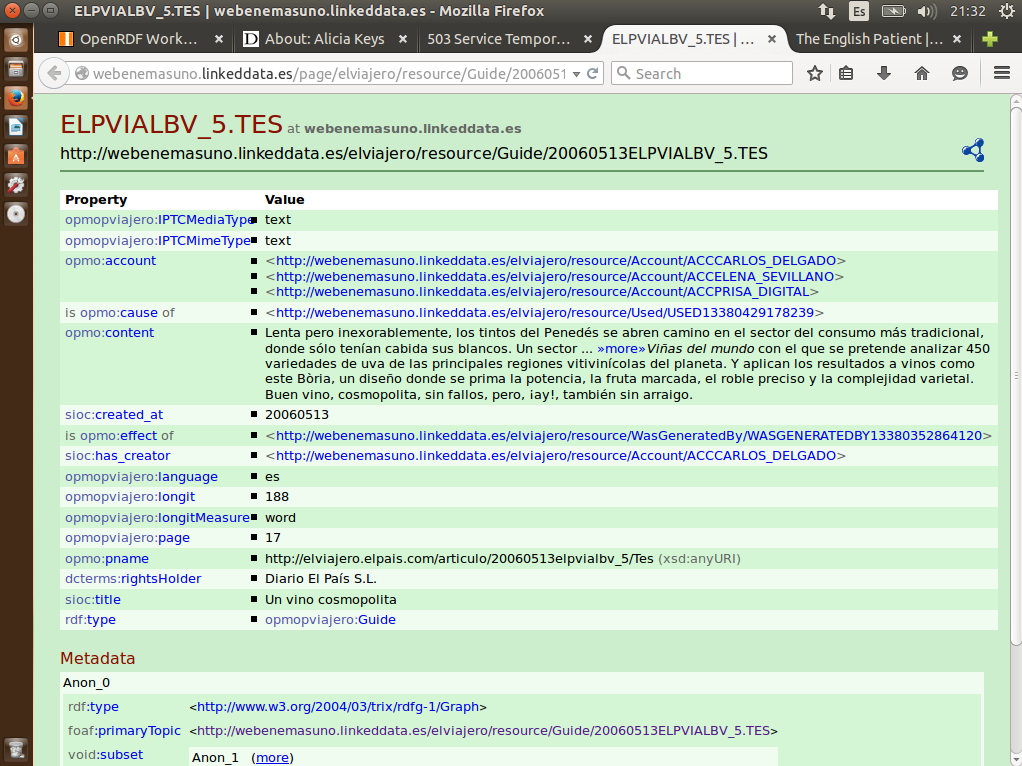 ELPVIALBV_5.TES | webenemasuno.linkeddata.es - Mozilla Firefox
Es
21:32
OpenRDF Work... ×
About: Alicia Keys ×
503 Service Tempor... ×
ELPVIALBV_5.TES | ... ×
The English Patient |... ×
webenemasuno.linkeddata.es/page/elviajero/resource/Guide/200605
Search
ELPVIALBV_5.TES at webenemasuno.linkeddata.es
http://webenemasuno.linkeddata.es/elviajero/resource/Guide/20060513ELPVIALBV_5.TES
Property Value
opmopviajero:IPTCMediaType ▪ text
opmopviajero:IPTCMimeType ▪ text
opmo:account ▪ <http://webenemasuno.linkeddata.es/elviajero/resource/Account/ACCCARLOS_DELGADO>
▪ <http://webenemasuno.linkeddata.es/elviajero/resource/Account/ACCELENA_SEVILLANO>
▪ <http://webenemasuno.linkeddata.es/elviajero/resource/Account/ACCPRISA_DIGITAL>
is opmo:cause of ▪ <http://webenemasuno.linkeddata.es/elviajero/resource/Used/USED13380429178239>
opmo:content ▪ Lenta pero inexorablemente, los tintos del Penedés se abren camino en el sector del consumo más tradicional,
donde sólo tenían cabida sus blancos. Un sector ... »more»Viñas del mundo con el que se pretende analizar 450
variedades de uva de las principales regiones vitivinícolas del planeta. Y aplican los resultados a vinos como
este Bòria, un diseño donde se prima la potencia, la fruta marcada, el roble preciso y la complejidad varietal.
Buen vino, cosmopolita, sin fallos, pero, ¡ay!, también sin arraigo.
sioc:created_at ▪ 20060513
is opmo:effect of ▪ <http://webenemasuno.linkeddata.es/elviajero/resource/WasGeneratedBy/WASGENERATEDBY13380352864120>
sioc:has_creator ▪ <http://webenemasuno.linkeddata.es/elviajero/resource/Account/ACCCARLOS_DELGADO>
opmopviajero:language ▪ es
opmopviajero:longit ▪ 188
opmopviajero:longitMeasure ▪ word
opmopviajero:page ▪ 17
opmo:pname ▪ http://elviajero.elpais.com/articulo/20060513elpvialbv_5/Tes (xsd:anyURI)
dcterms:rightsHolder ▪ Diario El País S.L.
sioc:title ▪ Un vino cosmopolita
rdf:type ▪ opmopviajero:Guide
Metadata
Anon_0
rdf:type <http://www.w3.org/2004/03/trix/rdfg-1/Graph>
foaf:primaryTopic <http://webenemasuno.linkeddata.es/elviajero/resource/Guide/20060513ELPVIALBV_5.TES>
void:subset Anon_1 (more)